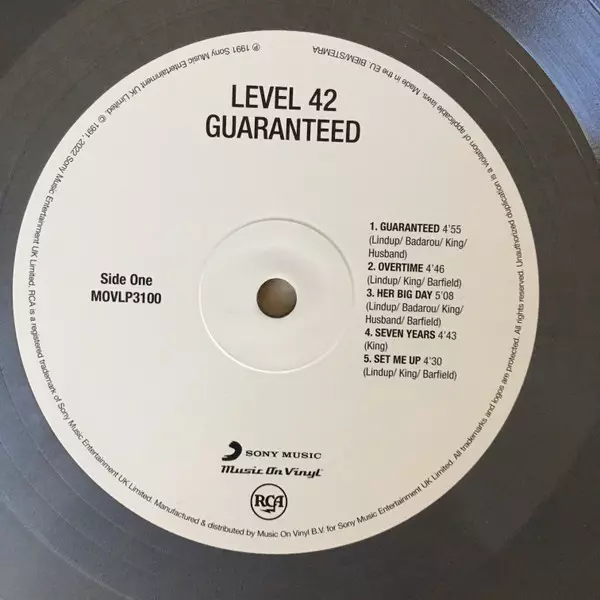 LEVEL 42
GUARANTEED
1. GUARANTEED 4'55
(Lindup/ Badarou/ King/
Husband)
2. OVERTIME 4'46
(Lindup/ King/ Barfield)
3. HER BIG DAY 5'08
(Lindup/ Badarou/ King/
Husband/ Barfield)
4. SEVEN YEARS 4'43
(King)
5. SET ME UP 4'30
(Lindup/ King/ Barfield)
Side One
MOVLP3100
SONY MUSIC
Music On Vinyl
RCA
℗ 1991 Sony Music Entertainment UK Limited. © 1991, 2022 Sony Music Entertainment UK Limited. RCA is a registered trademark of Sony Music Entertainment UK Limited. Manufactured & distributed by Music On Vinyl B.V. for Sony Music Entertainment UK Limited. All trademarks and logos are protected. All rights reserved. Unauthorized duplication is a violation of applicable laws. Made in the EU. BIEM/STEMRA